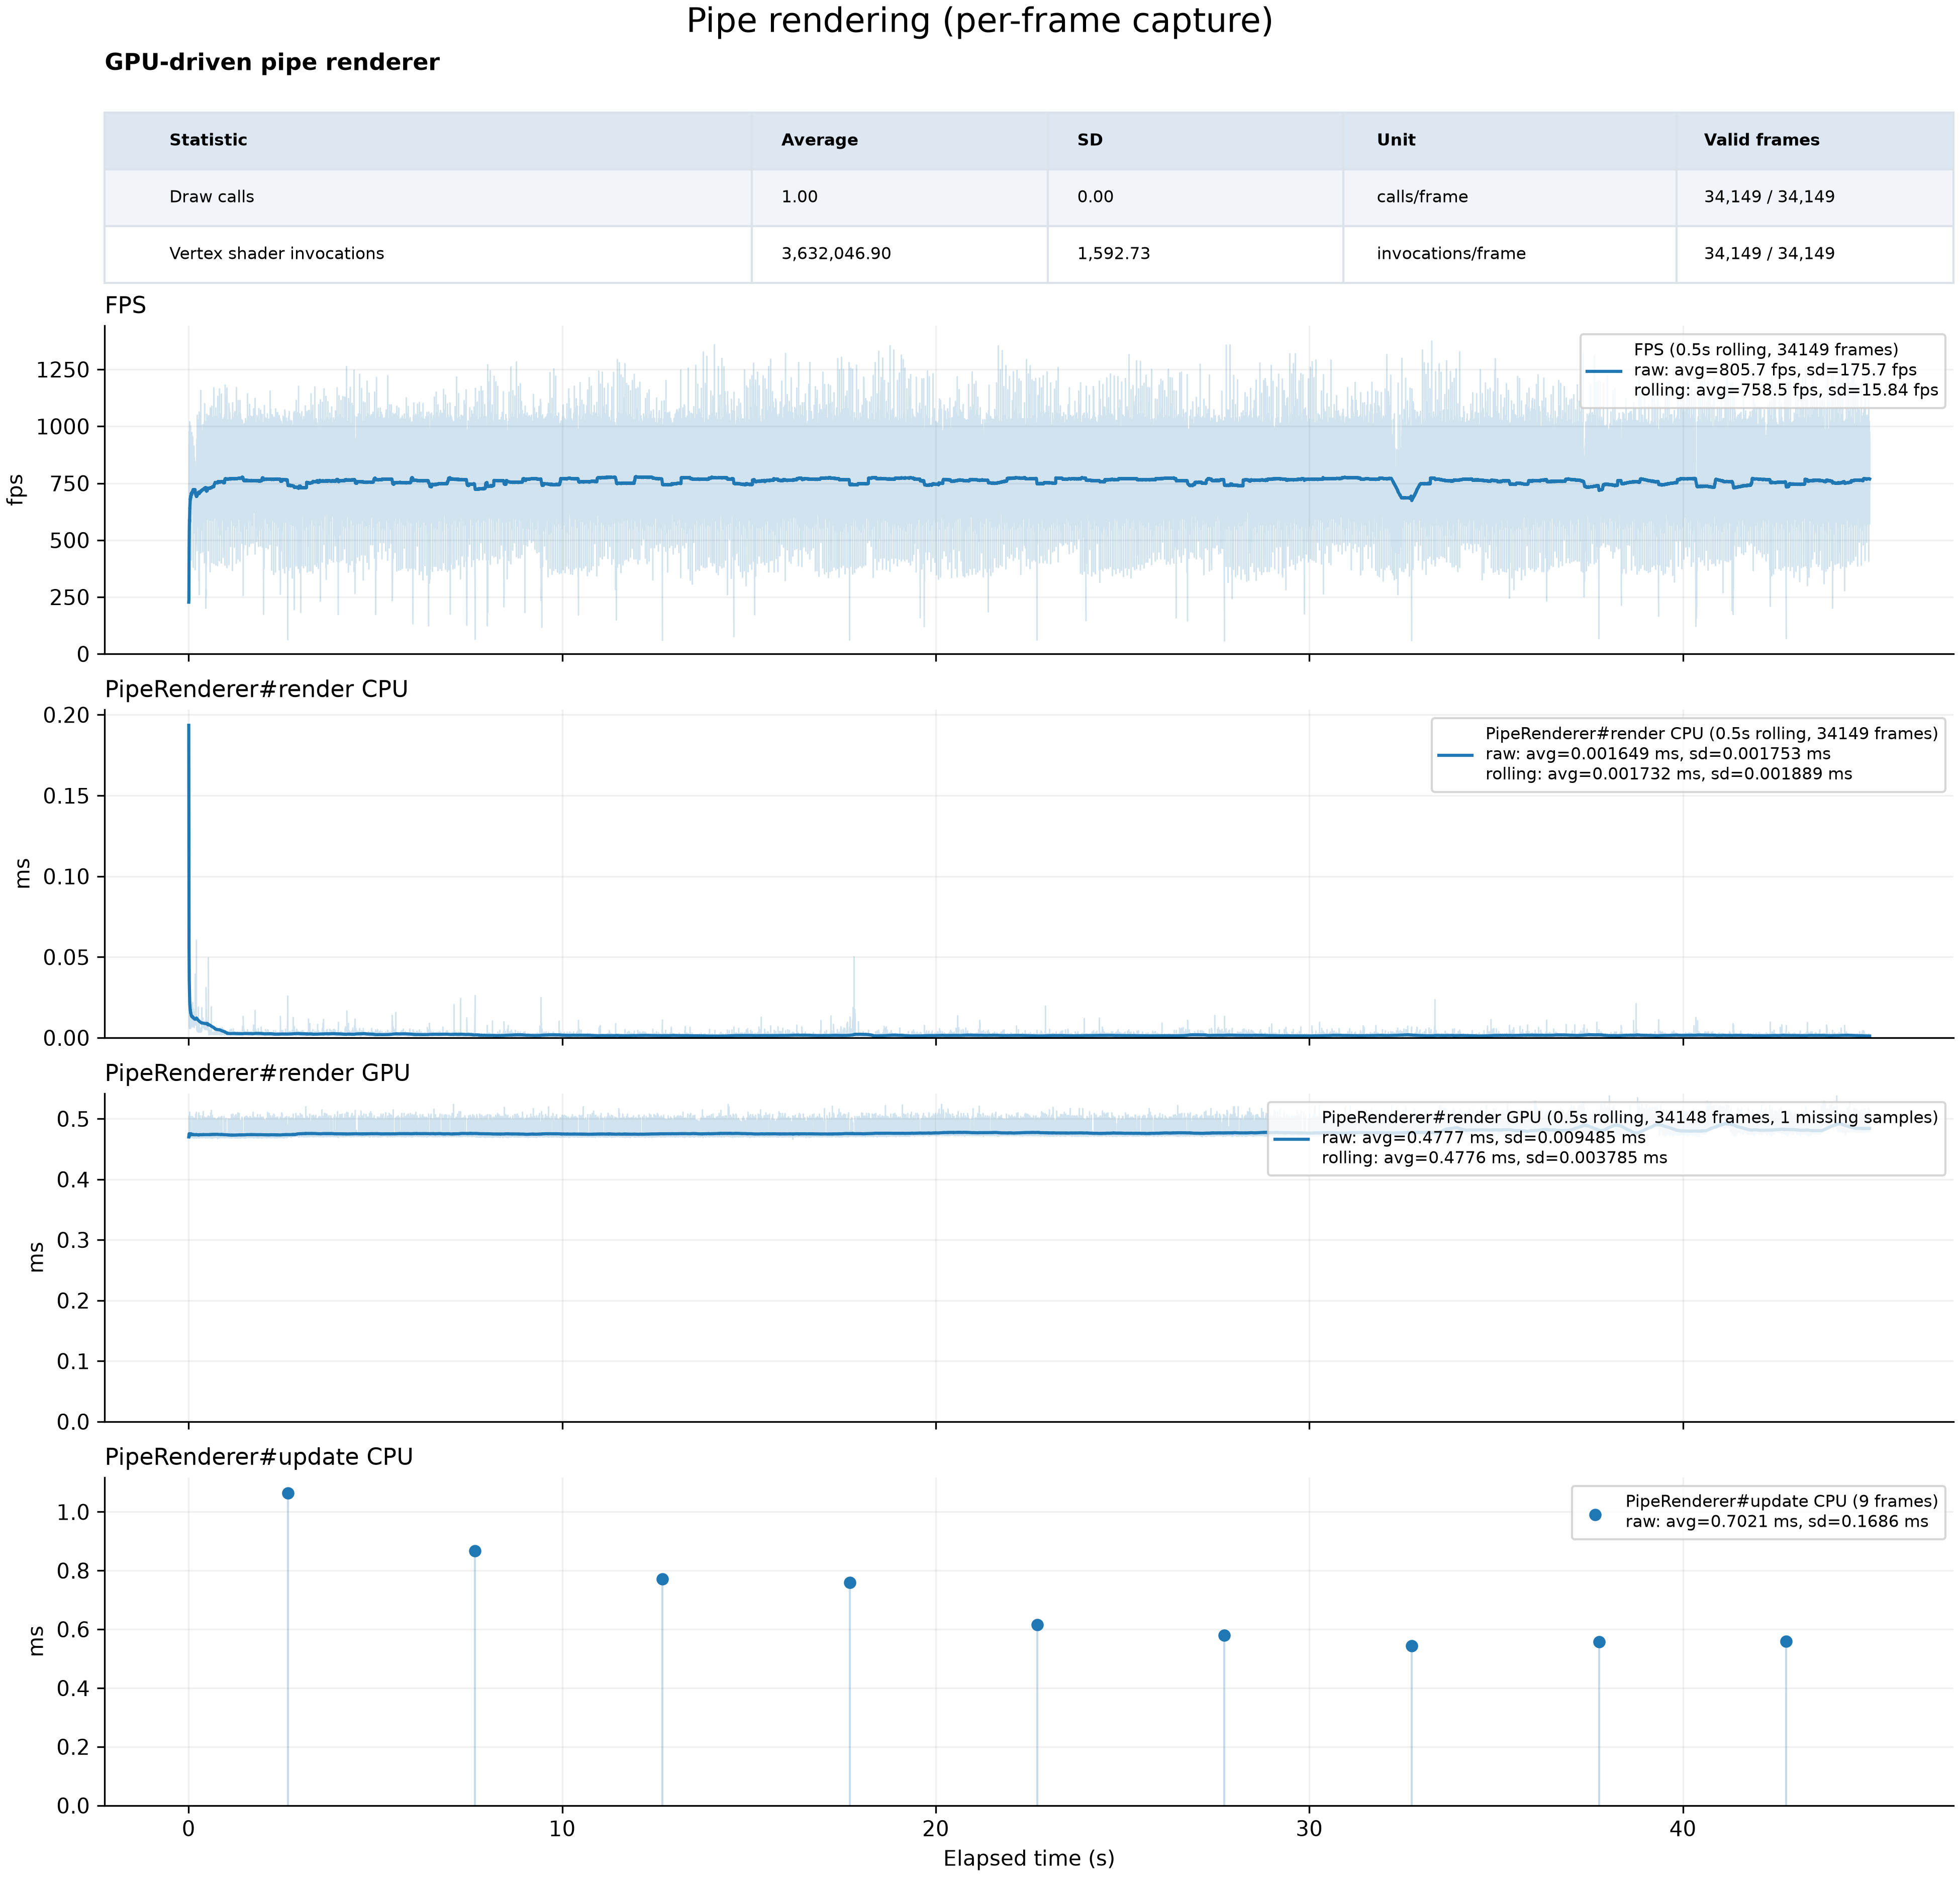 Pipe rendering (per-frame capture)
GPU-driven pipe renderer
Statistic Average SD Unit Valid frames
Draw calls 1.00 0.00 calls/frame 34,149 / 34,149
Vertex shader invocations 3,632,046.90 1,592.73 invocations/frame 34,149 / 34,149
FPS
1250
1000
750
500
250
0
fps
FPS (0.5s rolling, 34149 frames)
raw: avg=805.7 fps, sd=175.7 fps
rolling: avg=758.5 fps, sd=15.84 fps
PipeRenderer#render CPU
0.20
0.15
0.10
0.05
0.00
ms
PipeRenderer#render CPU (0.5s rolling, 34149 frames)
raw: avg=0.001649 ms, sd=0.001753 ms
rolling: avg=0.001732 ms, sd=0.001889 ms
PipeRenderer#render GPU
0.5
0.4
0.3
0.2
0.1
0.0
ms
PipeRenderer#render GPU (0.5s rolling, 34148 frames, 1 missing samples)
raw: avg=0.4777 ms, sd=0.009485 ms
rolling: avg=0.4776 ms, sd=0.003785 ms
PipeRenderer#update CPU
1.0
0.8
0.6
0.4
0.2
0.0
ms
PipeRenderer#update CPU (9 frames)
raw: avg=0.7021 ms, sd=0.1686 ms
0 10 20 30 40
Elapsed time (s)